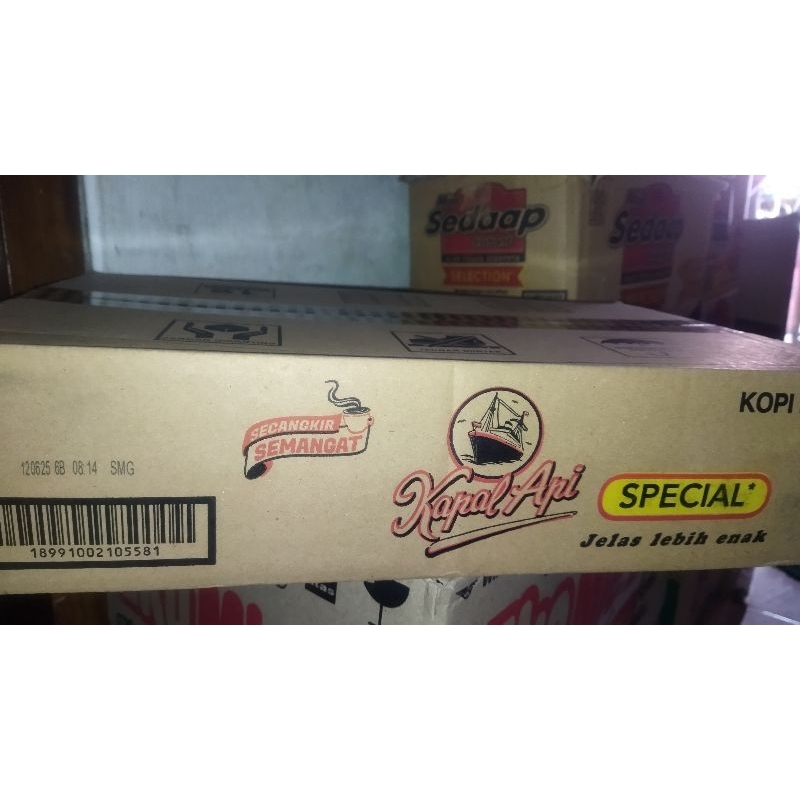 Sedaap
SELECTION
Sedaap
KOPI
SECANGKIR
SEMANGAT
120625 6B 08:14 SMG
Kapal Api
SPECIAL*
Jelas lebih enak
18991002105581